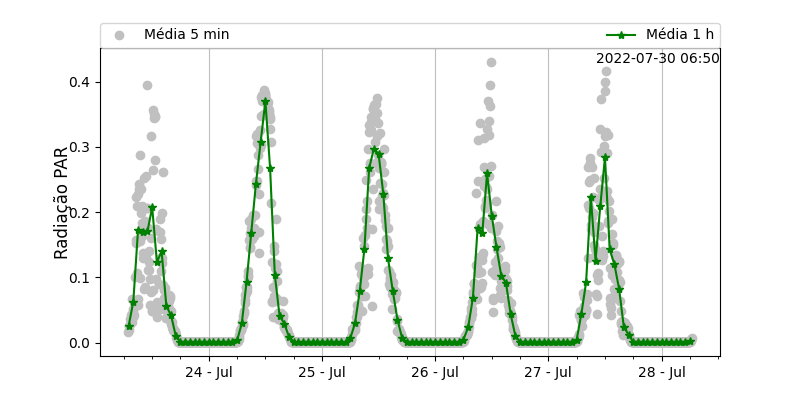 Média 5 min
Média 1 h
2022-07-30 06:50
Radiação PAR
0.4
0.3
0.2
0.1
0.0
24 - Jul
25 - Jul
26 - Jul
27 - Jul
28 - Jul